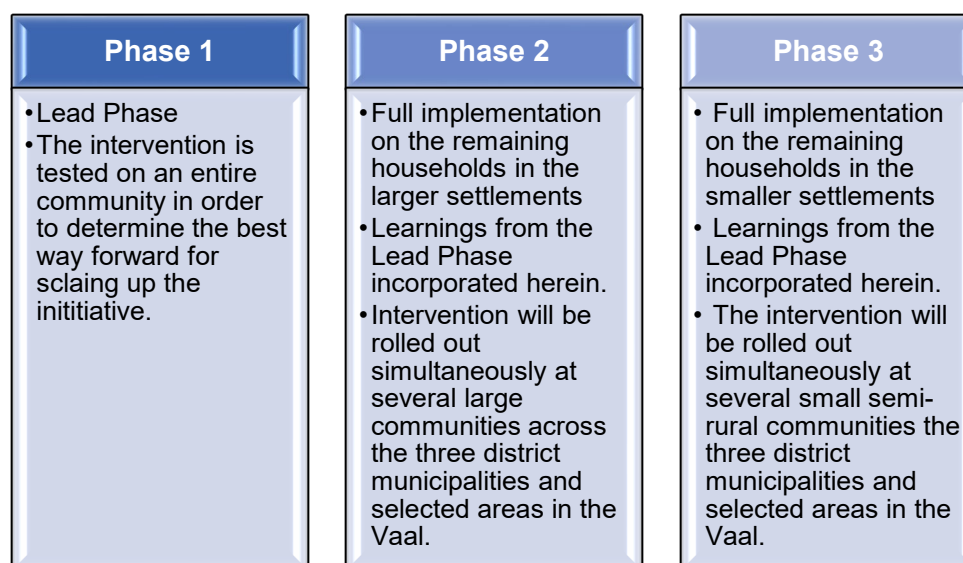 Phase 1
•Lead Phase
•The intervention is
tested on an entire
community in order
to determine the best
way forward for
sclaing up the
inititiative.
Phase 2
•Full implementation
on the remaining
households in the
larger settlements
•Learnings from the
Lead Phase
incorporated herein.
•Intervention will be
rolled out
simultaneously at
several large
communities across
the three district
municipalities and
selected areas in the
Vaal.
Phase 3
• Full implementation
on the remaining
households in the
smaller settlements
• Learnings from the
Lead Phase
incorporated herein.
• The intervention will
be rolled out
simultaneously at
several small semi-
rural communities the
three district
municipalities and
selected areas in the
Vaal.